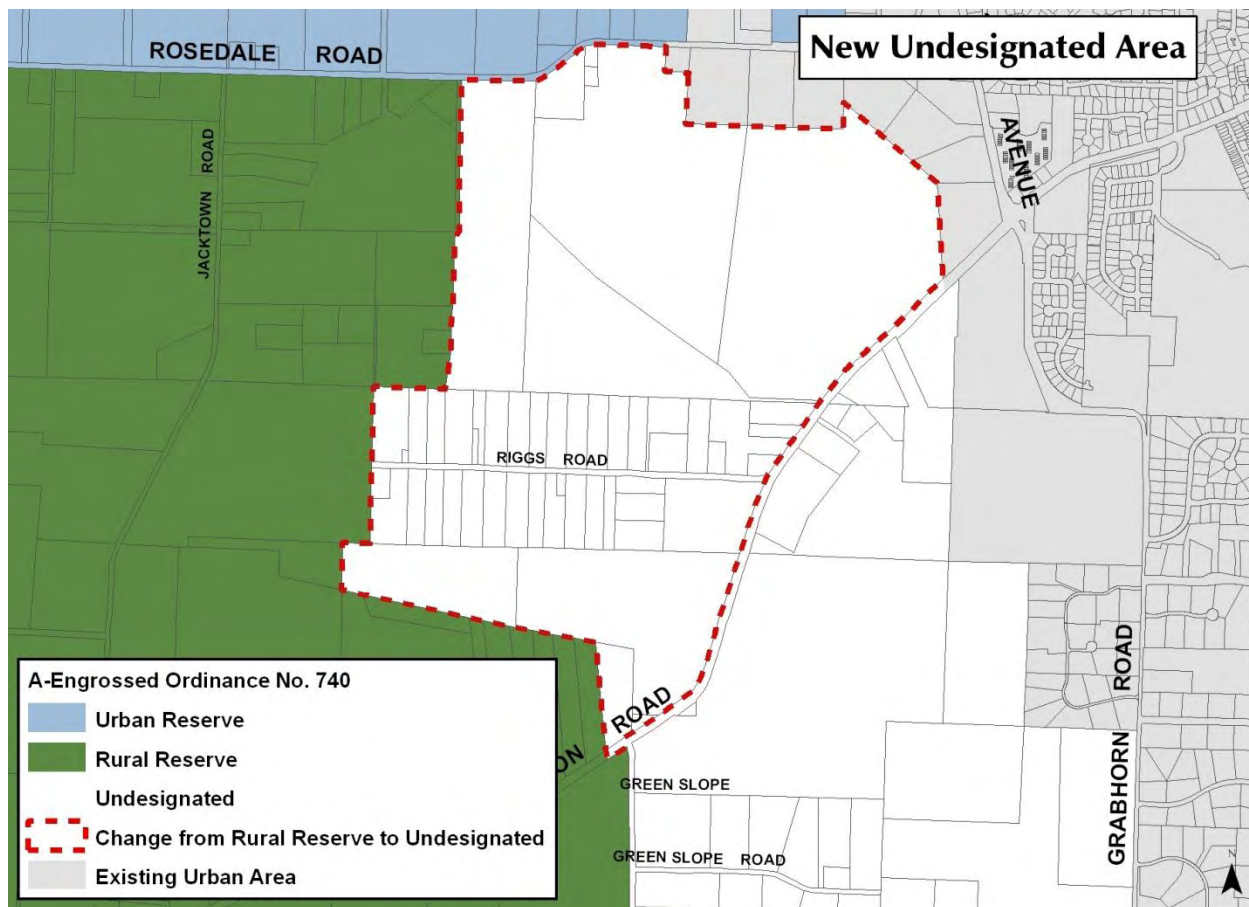 New Undesignated Area
ROSEDALE ROAD
AVENUE
JACKTOWN ROAD
RIGGS ROAD
ROAD
ON
GREEN SLOPE
GREEN SLOPE ROAD
GRABHORN ROAD
A-Engrossed Ordinance No. 740
Urban Reserve
Rural Reserve
Undesignated
Change from Rural Reserve to Undesignated
Existing Urban Area